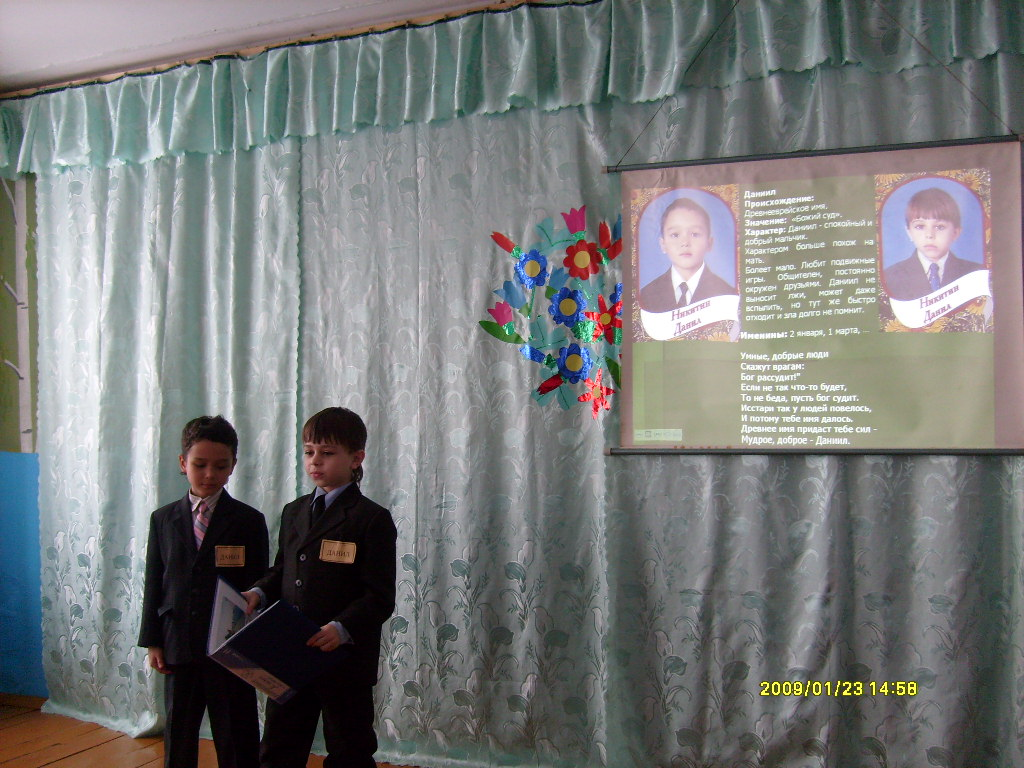 Даниил
Происхождение:
Древнееврейское имя.
Значение: «Божий суд».
Характер: Даниил - спокойный и
добрый мальчик.
Характером больше похож на
мать.
Болеет мало. Любит подвижные
игры. Общителен, постоянно
окружен друзьями. Даниил не
выносит лжи, может даже
вспылить, но тут же быстро
отходит и зла долго не помнит.
Именины: 2 января, 1 марта, ...
Умные, добрые люди
Скажут врагам:
Бог рассудит!"
Если не так что-то будет,
То не беда, пусть бог судит.
Исстари так у людей повелось,
И потому тебе имя далось.
Древнее имя придаст тебе сил -
Мудрое, доброе - Даниил.
Никитин
Данил
Никитин
Данил
ДАНИЛ
ДАНИЛ
2009/01/23 14:58